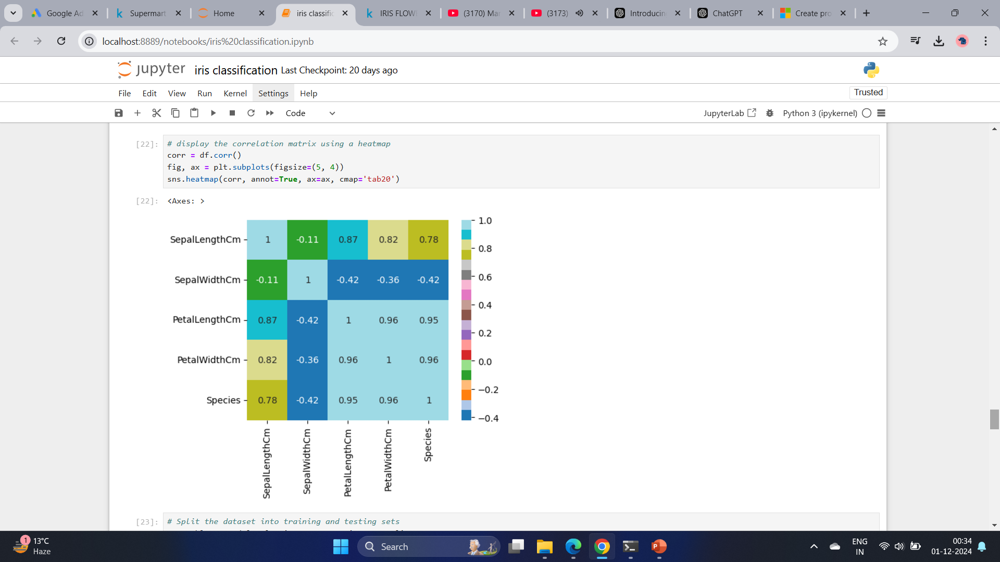 Google Ad
Supermart
Home
iris classific
IRIS FLOW
(3170) Mar
(3173)
Introducin
ChatGPT
Create pro
localhost:8889/notebooks/iris%20classification.ipynb
jupyter iris classification Last Checkpoint: 20 days ago
File Edit View Run Kernel Settings Help
Trusted
Code
JupyterLab
Python 3 (ipykernel)
[22]: # display the correlation matrix using a heatmap
corr = df.corr()
fig, ax = plt.subplots(figsize=(5, 4))
sns.heatmap(corr, annot=True, ax=ax, cmap='tab20')
[22]: <Axes: >
SepalLengthCm 1 -0.11 0.87 0.82 0.78
SepalWidthCm -0.11 1 -0.42 -0.36 -0.42
PetalLengthCm 0.87 -0.42 1 0.96 0.95
PetalWidthCm 0.82 -0.36 0.96 1 0.96
Species 0.78 -0.42 0.95 0.96 1
SepalLengthCm
SepalWidthCm
PetalLengthCm
PetalWidthCm
Species
1.0
0.8
0.6
0.4
0.2
0.0
−0.2
−0.4
[23]: # Split the dataset into training and testing sets
1
13°C
Haze
Search
P
ENG
IN
00:34
01-12-2024